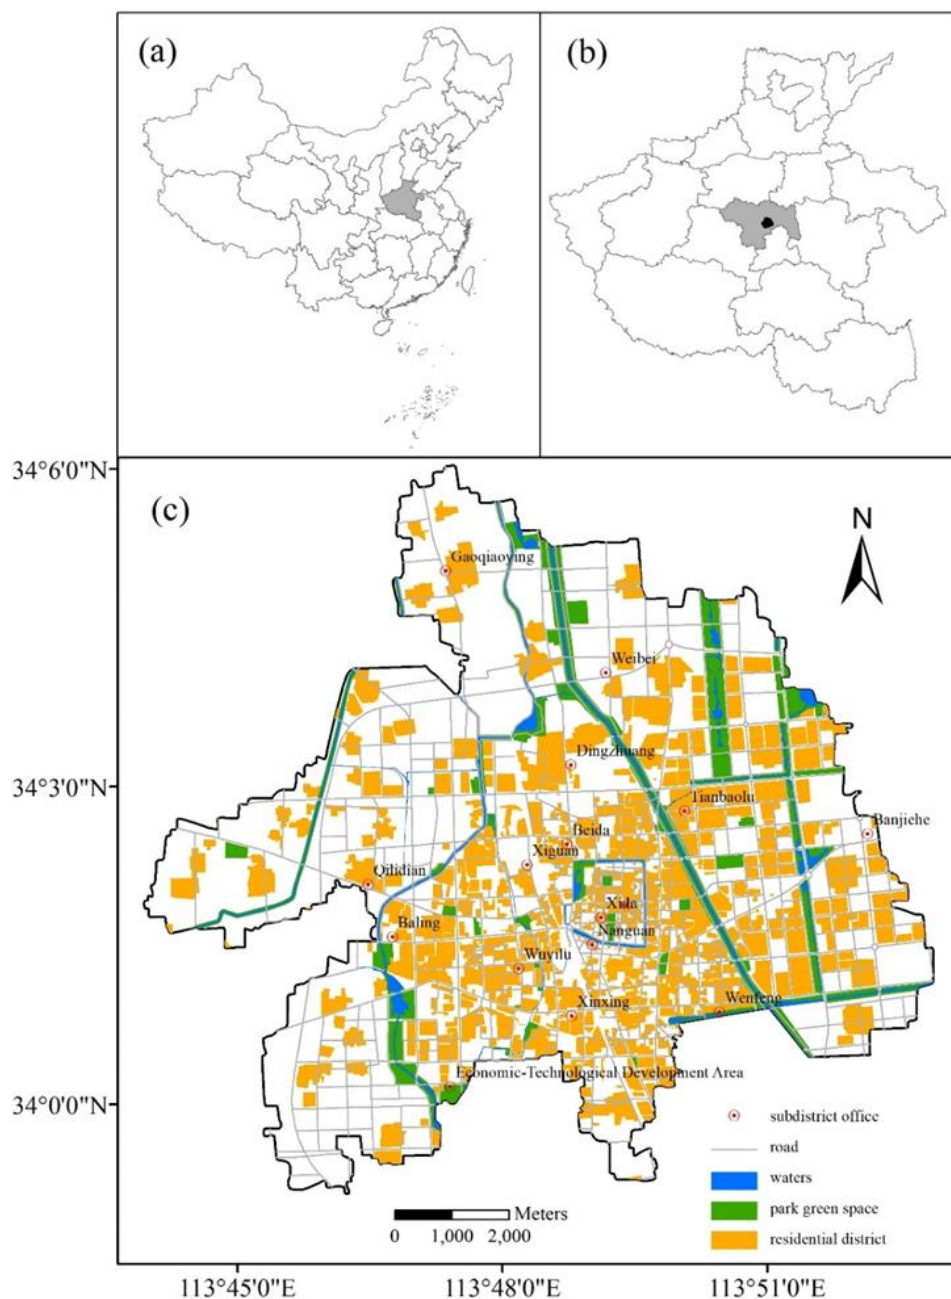 (a)
(b)
34°6'0"N
(c)
N
Gaoqiaoying
Weibei
Dingzhuang
34°3'0"N
Tianbaolu
Banjiehe
Beida
Xiguan
Qilidian
Xida
Baling
Nanguan
Wuyilu
Wenfeng
Xinxing
Economic-Technological Development Area
34°0'0"N
subdistrict office
road
waters
park green space
residential district
Meters
0 1,000 2,000
113°45'0"E 113°48'0"E 113°51'0"E